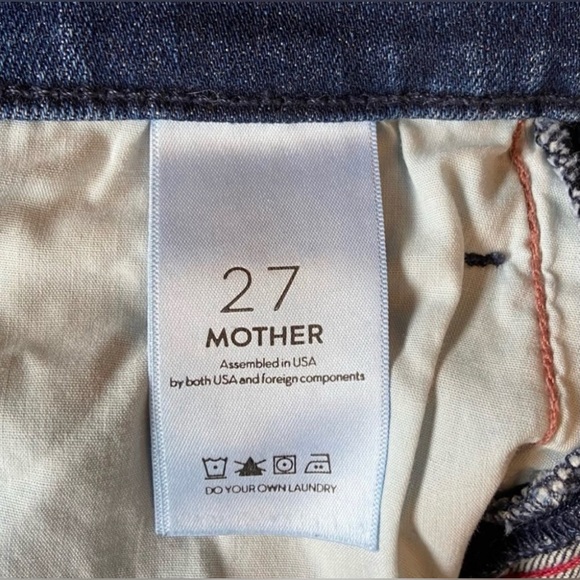 27
MOTHER
Assembled in USA
by both USA and foreign components
DO YOUR OWN LAUNDRY